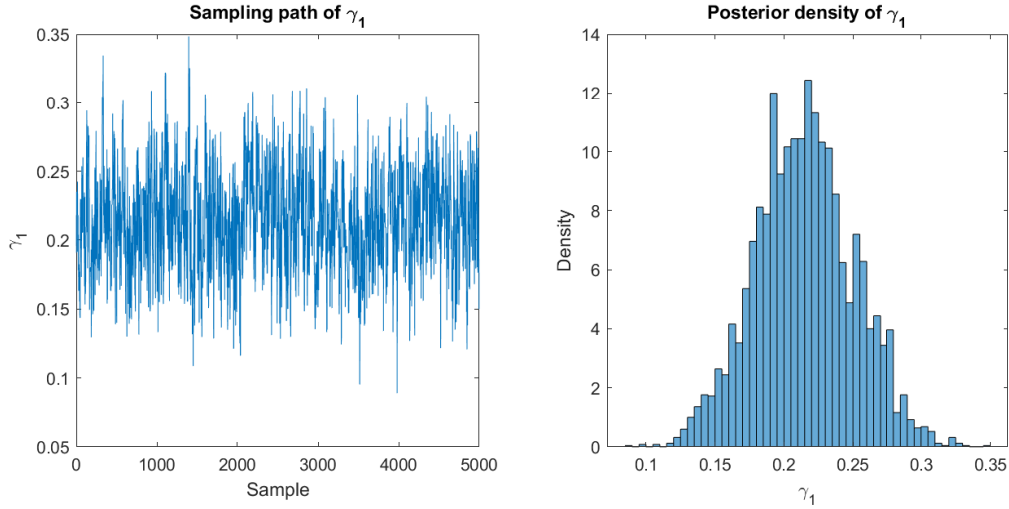 Sampling path of γ₁
0.35
0.3
0.25
0.2
0.15
0.1
0.05
γ₁
0 1000 2000 3000 4000 5000
Sample
Posterior density of γ₁
14
12
10
8
6
4
2
0
Density
0.1 0.15 0.2 0.25 0.3 0.35
γ₁